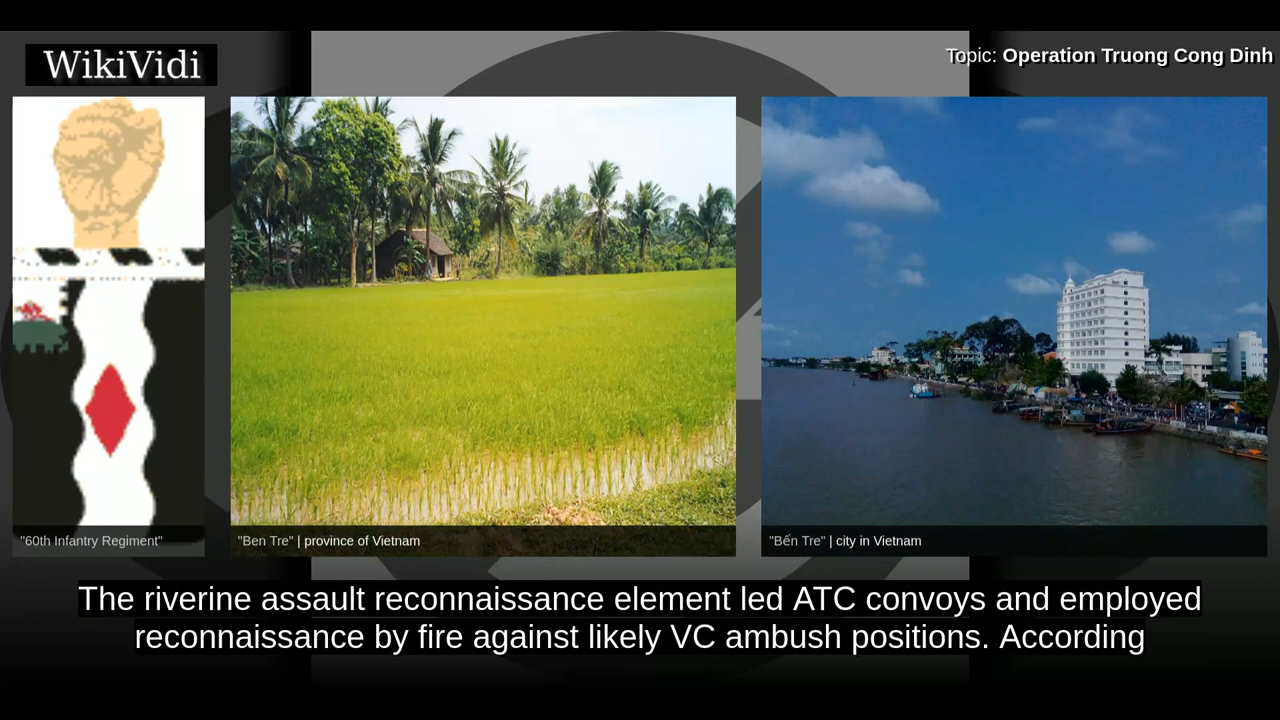 WikiVidi
Topic: Operation Truong Cong Dinh
"60th Infantry Regiment"
"Ben Tre" | province of Vietnam
"Bến Tre" | city in Vietnam
The riverine assault reconnaissance element led ATC convoys and employed
reconnaissance by fire against likely VC ambush positions. According